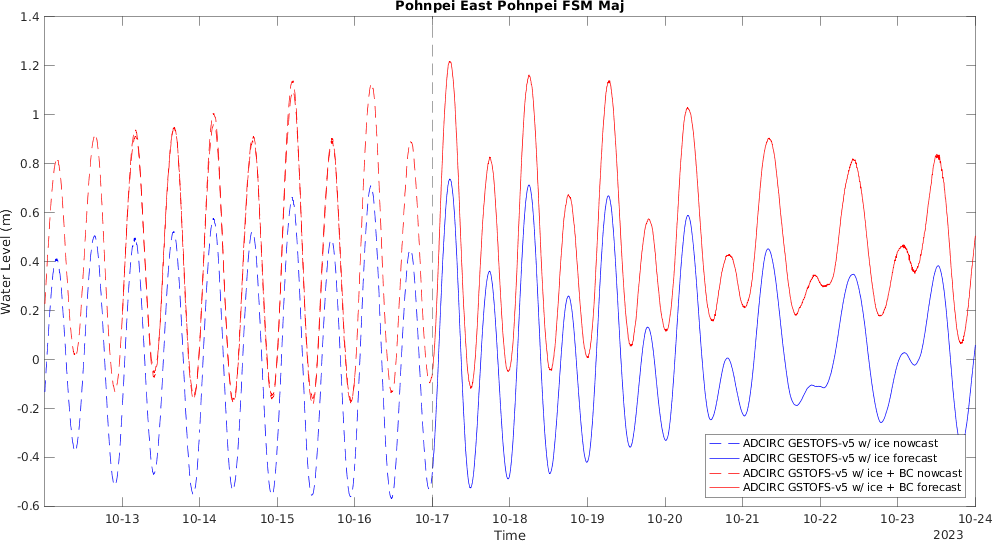 Pohnpei East Pohnpei FSM Maj
1.4
1.2
1
0.8
0.6
0.4
0.2
0
-0.2
-0.4
-0.6
Water Level (m)
ADCIRC GESTOFS-v5 w/ ice nowcast
ADCIRC GESTOFS-v5 w/ ice forecast
ADCIRC GSTOFS-v5 w/ ice + BC nowcast
ADCIRC GSTOFS-v5 w/ ice + BC forecast
10-13 10-14 10-15 10-16 10-17 10-18 10-19 10-20 10-21 10-22 10-23 10-24
Time
2023